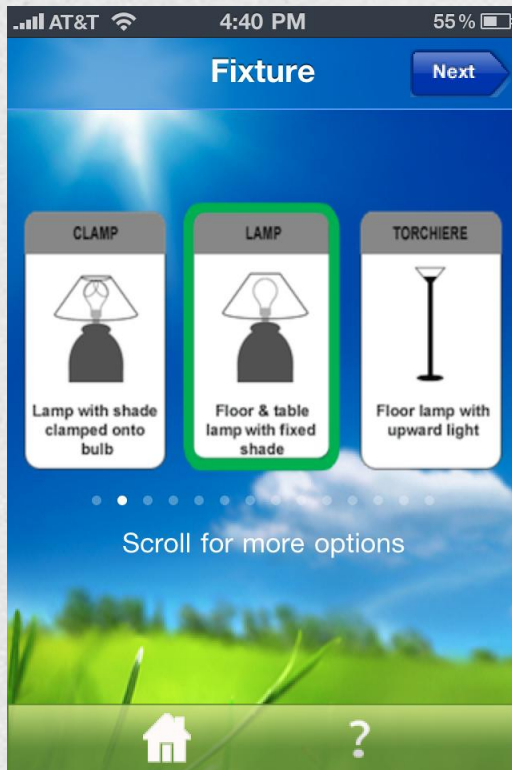 AT&T 4:40 PM 55%
Fixture
Next
CLAMP
Lamp with shade
clamped onto
bulb
LAMP
Floor & table
lamp with fixed
shade
TORCHIERE
Floor lamp with
upward light
Scroll for more options
?